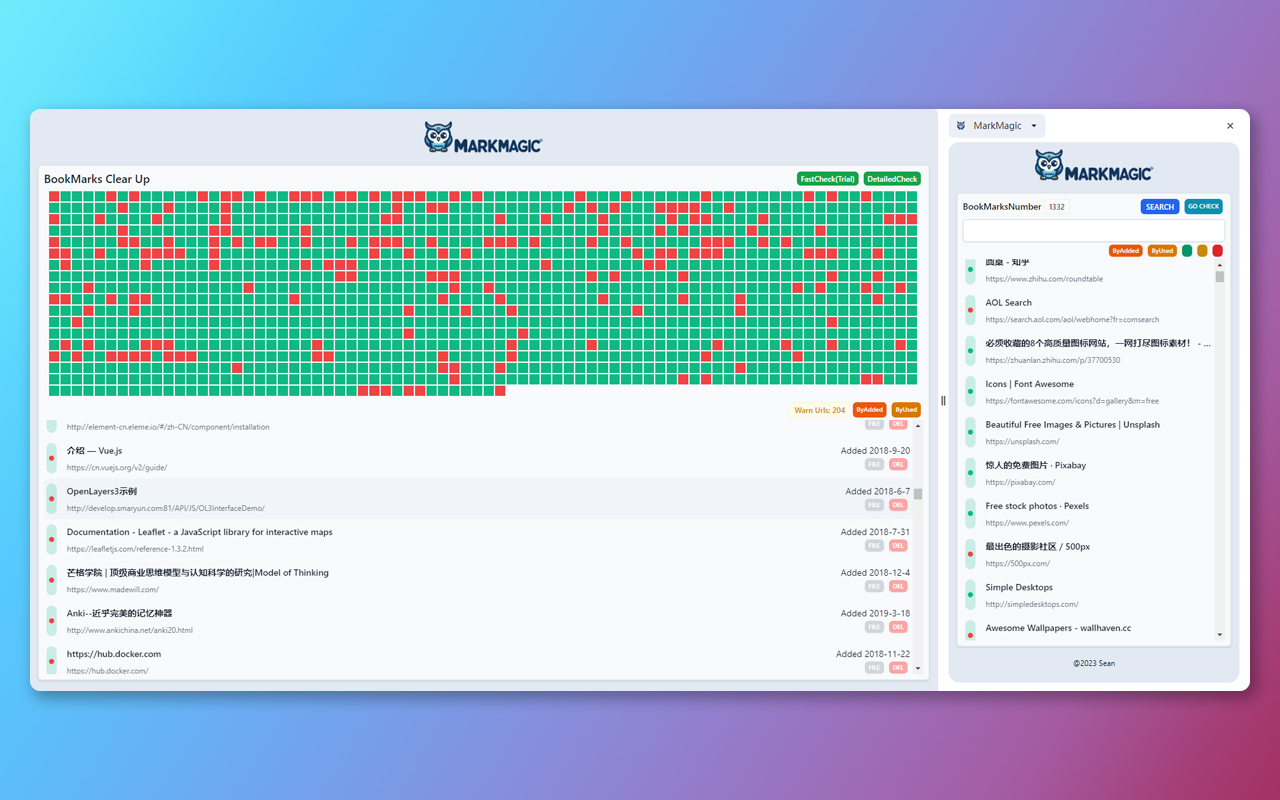 MARKMAGIC
BookMarks Clear Up
FastCheck(Trial)
DetailedCheck
Warn Urls: 204
ByAdded
ByUsed
http://element-cn.eleme.io/#/zh-CN/component/installation
FILE DEL
介绍 — Vue.js
Added 2018-9-20
https://cn.vuejs.org/v2/guide/
FILE DEL
OpenLayers3示例
Added 2018-6-7
http://develop.smaryun.com:81/API/JS/OL3InterfaceDemo/
FILE DEL
Documentation - Leaflet - a JavaScript library for interactive maps
Added 2018-7-31
https://leafletjs.com/reference-1.3.2.html
FILE DEL
芒格学院 | 顶级商业思维模型与认知科学的研究|Model of Thinking
Added 2018-12-4
https://www.madewill.com/
FILE DEL
Anki--近乎完美的记忆神器
Added 2019-3-18
http://www.ankichina.net/anki20.html
FILE DEL
https://hub.docker.com
Added 2018-11-22
https://hub.docker.com/
FILE DEL
MarkMagic
MARKMAGIC
BookMarksNumber 1332
SEARCH
GO CHECK
ByAdded
ByUsed
圆桌 - 知乎
https://www.zhihu.com/roundtable
AOL Search
https://search.aol.com/aol/webhome?fr=comsearch
必须收藏的8个高质量图标网站，一网打尽图标素材！ - ...
https://zhuanlan.zhihu.com/p/37700530
Icons | Font Awesome
https://fontawesome.com/icons?d=gallery&m=free
Beautiful Free Images & Pictures | Unsplash
https://unsplash.com/
惊人的免费图片 · Pixabay
https://pixabay.com/
Free stock photos · Pexels
https://www.pexels.com/
最出色的摄影社区 / 500px
https://500px.com/
Simple Desktops
http://simpledesktops.com/
Awesome Wallpapers - wallhaven.cc
@2023 Sean